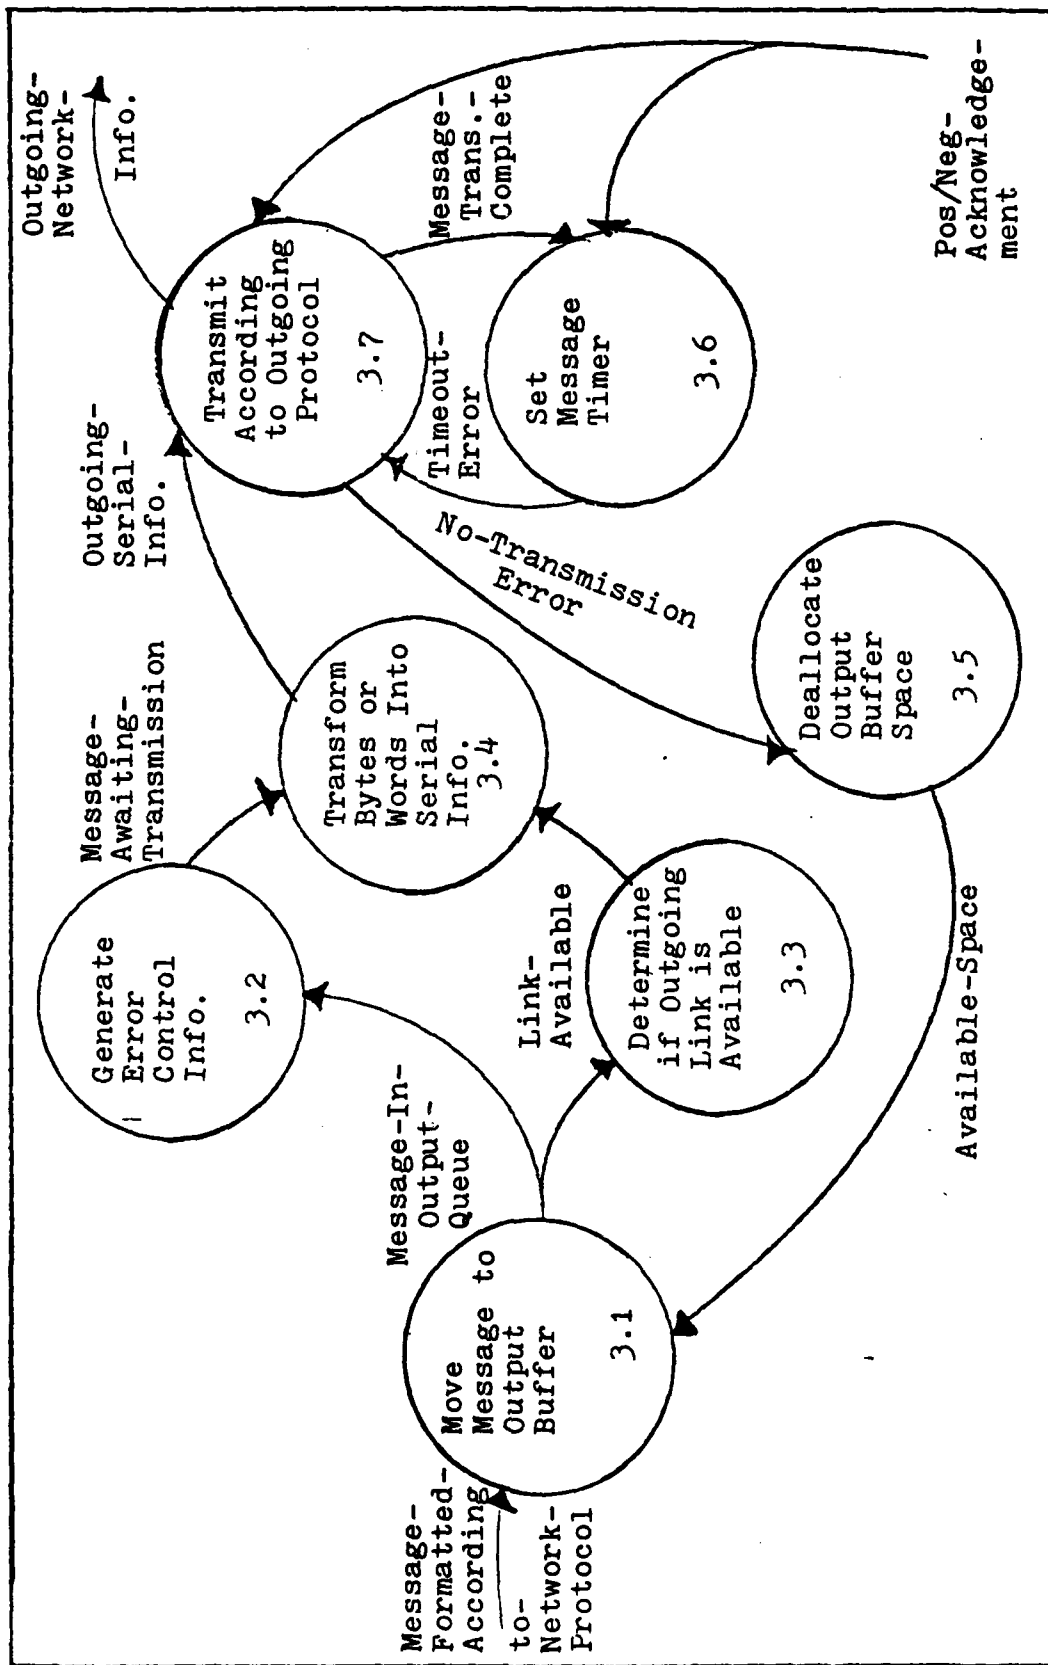 Message-
Formatted-
According
to-
Network-
Protocol
Move
Message to
Output
Buffer
3.1
Message-In-
Output-
Queue
Generate
Error
Control
Info.
3.2
Link-
Available
Determine
if Outgoing
Link is
Available
3.3
Message-
Awaiting-
Transmission
Transform
Bytes or
Words Into
Serial
Info.
3.4
Available-Space
Deallocate
Output
Buffer
Space
3.5
Outgoing-
Serial-
Info.
No-Transmission
Error
Timeout-
Error
Set
Message
Timer
3.6
Transmit
According
to Outgoing
Protocol
3.7
Message-
Trans.-
Complete
Outgoing-
Network-
Info.
Pos/Neg-
Acknowledge-
ment